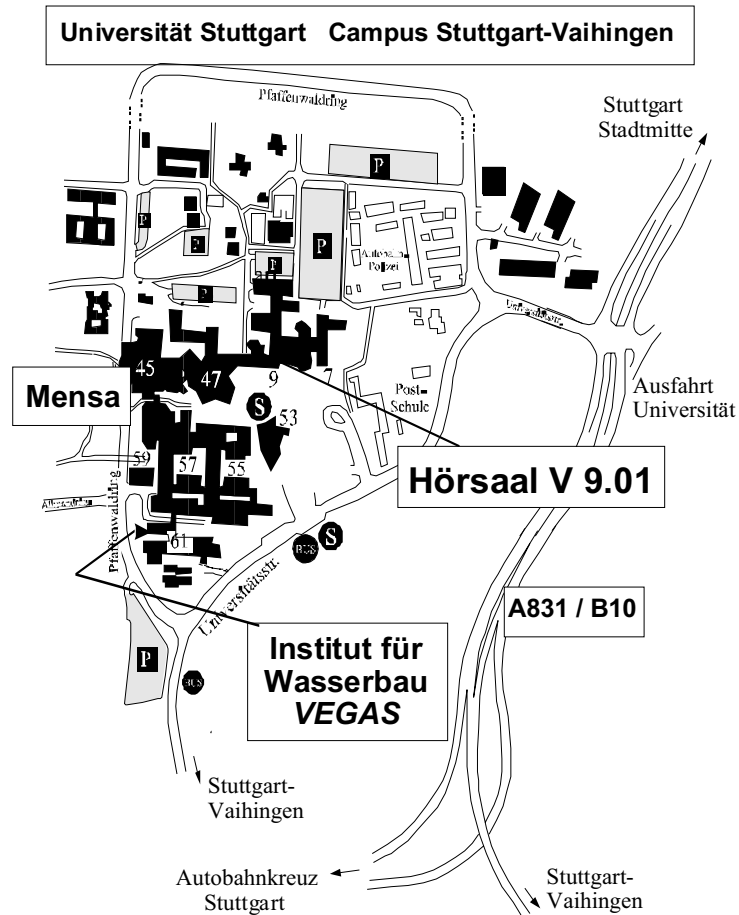 Universität Stuttgart Campus Stuttgart-Vaihingen
Pfaffenwaldring
Stuttgart
Stadtmitte
P
P
P
P
P
P
Autobahn
Polizei
Universitätsstr.
45
47
9
7
Mensa
S
53
Post-
Schule
Ausfahrt
Universität
59
57
55
Hörsaal V 9.01
Allmandring
Pfaffenwaldring
61
BUS
S
Universitätsstr.
A831 / B10
Institut für
Wasserbau
VEGAS
P
BUS
Stuttgart-
Vaihingen
Autobahnkreuz
Stuttgart
Stuttgart-
Vaihingen